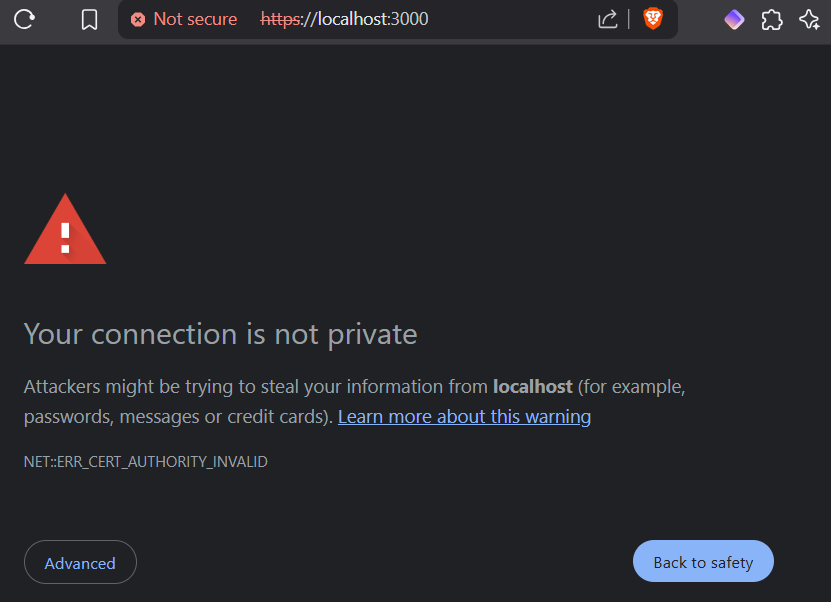 Not secure https://localhost:3000
!
Your connection is not private
Attackers might be trying to steal your information from localhost (for example,
passwords, messages or credit cards). Learn more about this warning
NET::ERR_CERT_AUTHORITY_INVALID
Advanced Back to safety